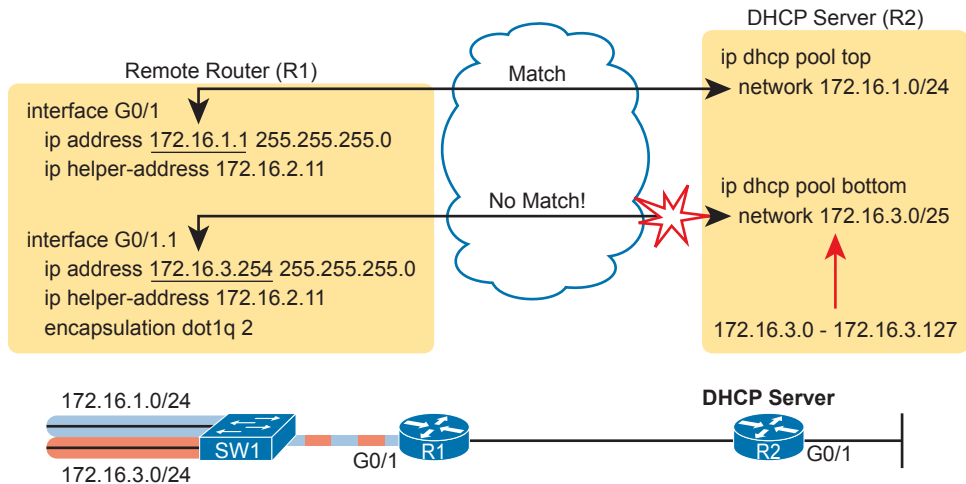 DHCP Server (R2)
Remote Router (R1)
interface G0/1
ip address 172.16.1.1 255.255.255.0
ip helper-address 172.16.2.11
interface G0/1.1
ip address 172.16.3.254 255.255.255.0
ip helper-address 172.16.2.11
encapsulation dot1q 2
Match
No Match!
ip dhcp pool top
network 172.16.1.0/24
ip dhcp pool bottom
network 172.16.3.0/25
172.16.3.0 - 172.16.3.127
172.16.1.0/24
SW1
172.16.3.0/24
G0/1
R1
DHCP Server
R2
G0/1